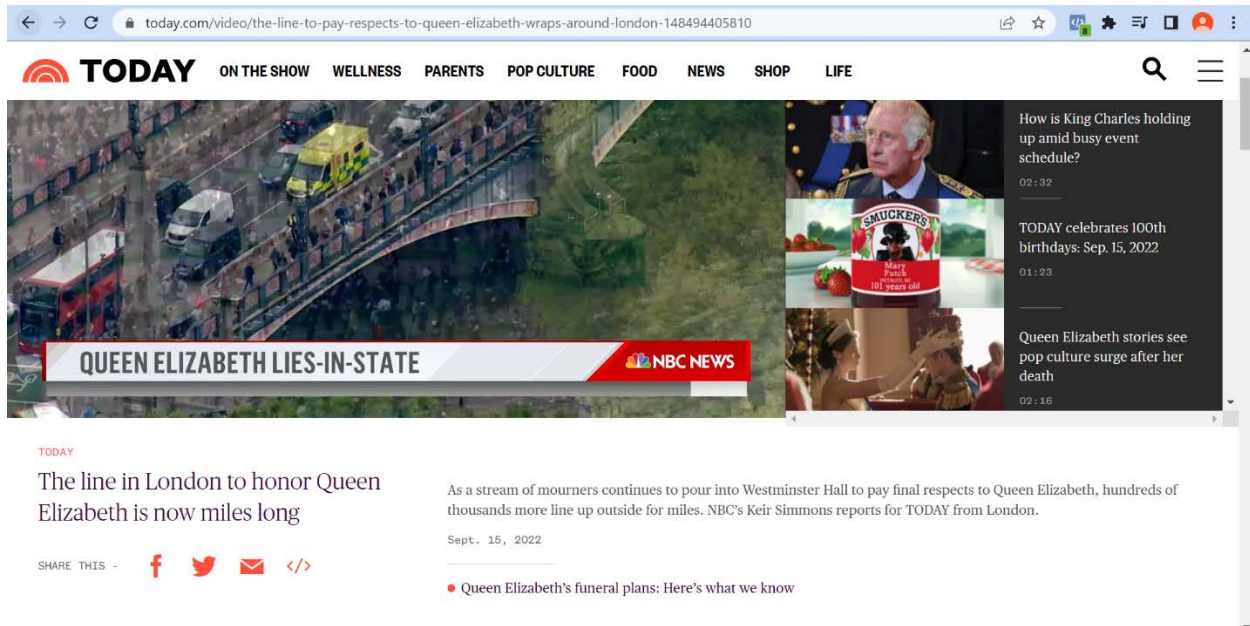 today.com/video/the-line-to-pay-respects-to-queen-elizabeth-wraps-around-london-148494405810
8
TODAY ON THE SHOW WELLNESS PARENTS POP CULTURE FOOD NEWS SHOP LIFE
QUEEN ELIZABETH LIES-IN-STATE
NBC NEWS
How is King Charles holding
up amid busy event
schedule?
02:32
SMUCKER'S
Mary
Futch
101 years old
TODAY celebrates 100th
birthdays: Sep. 15, 2022
01:23
Queen Elizabeth stories see
pop culture surge after her
death
02:16
TODAY
The line in London to honor Queen
Elizabeth is now miles long
SHARE THIS -
</>
As a stream of mourners continues to pour into Westminster Hall to pay final respects to Queen Elizabeth, hundreds of
thousands more line up outside for miles. NBC's Keir Simmons reports for TODAY from London.
Sept. 15, 2022
Queen Elizabeth's funeral plans: Here's what we know